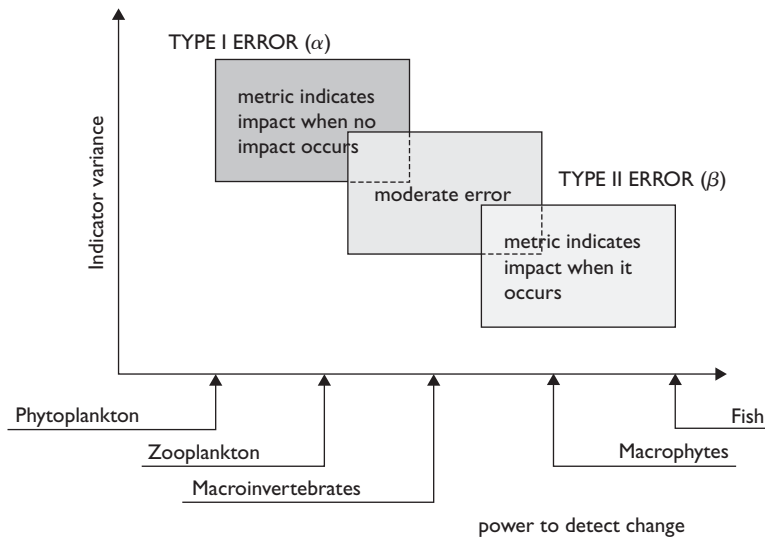 TYPE I ERROR (α)
metric indicates
impact when no
impact occurs
moderate error
TYPE II ERROR (β)
metric indicates
impact when it
occurs
Indicator variance
Phytoplankton
Fish
Zooplankton
Macrophytes
Macroinvertebrates
power to detect change